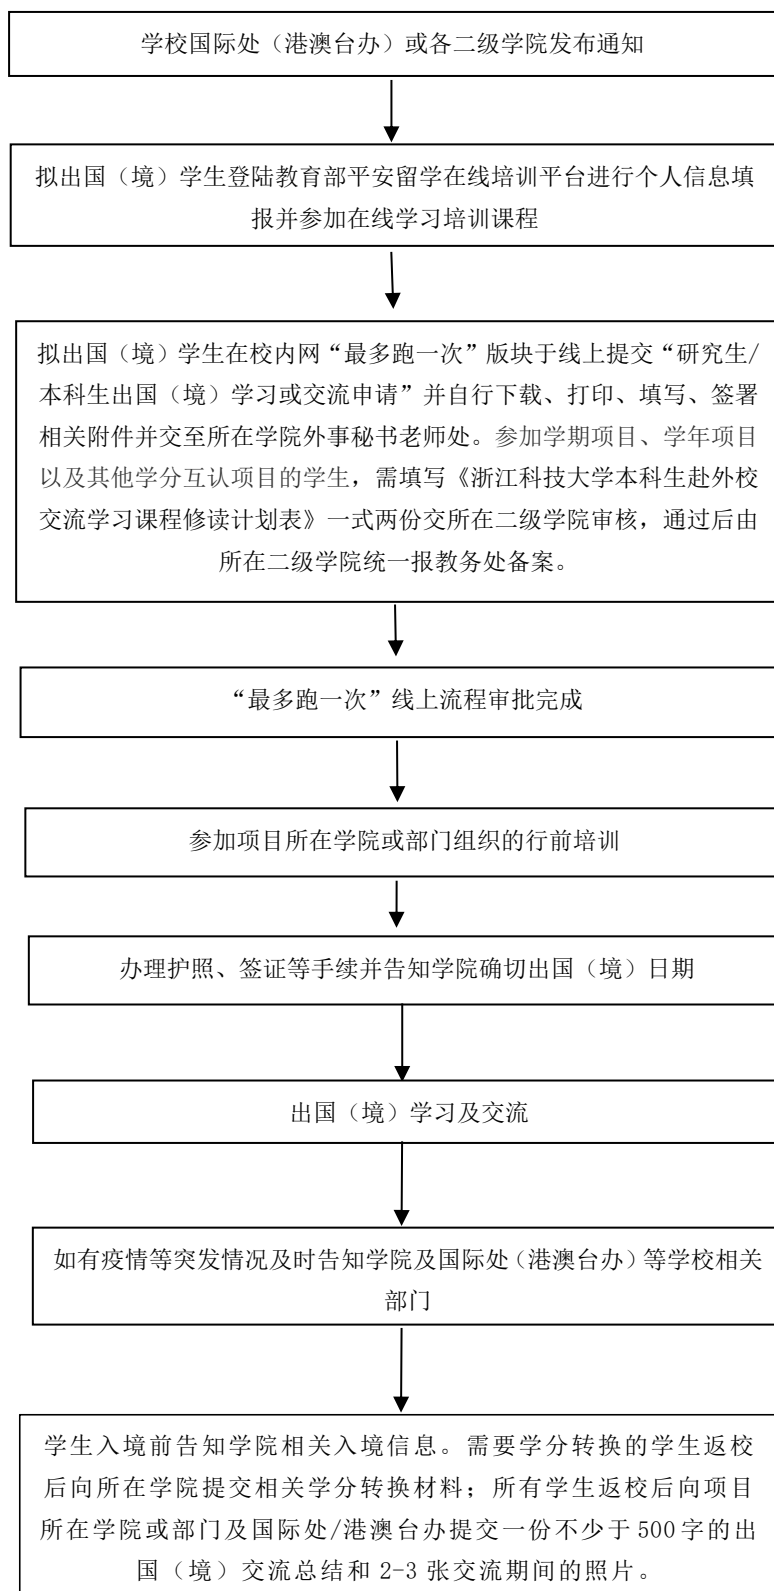 学校国际处（港澳台办）或各二级学院发布通知
拟出国（境）学生登陆教育部平安留学在线培训平台进行个人信息填
报并参加在线学习培训课程
拟出国（境）学生在校内网“最多跑一次”版块于线上提交“研究生/
本科生出国（境）学习或交流申请”并自行下载、打印、填写、签署
相关附件并交至所在学院外事秘书老师处。参加学期项目、学年项目
以及其他学分互认项目的学生，需填写《浙江科技大学本科生赴外校
交流学习课程修读计划表》一式两份交所在二级学院审核，通过后由
所在二级学院统一报教务处备案。
“最多跑一次”线上流程审批完成
参加项目所在学院或部门组织的行前培训
办理护照、签证等手续并告知学院确切出国（境）日期
出国（境）学习及交流
如有疫情等突发情况及时告知学院及国际处（港澳台办）等学校相关
部门
学生入境前告知学院相关入境信息。需要学分转换的学生返校
后向所在学院提交相关学分转换材料；所有学生返校后向项目
所在学院或部门及国际处/港澳台办提交一份不少于 500 字的出
国（境）交流总结和 2-3 张交流期间的照片。